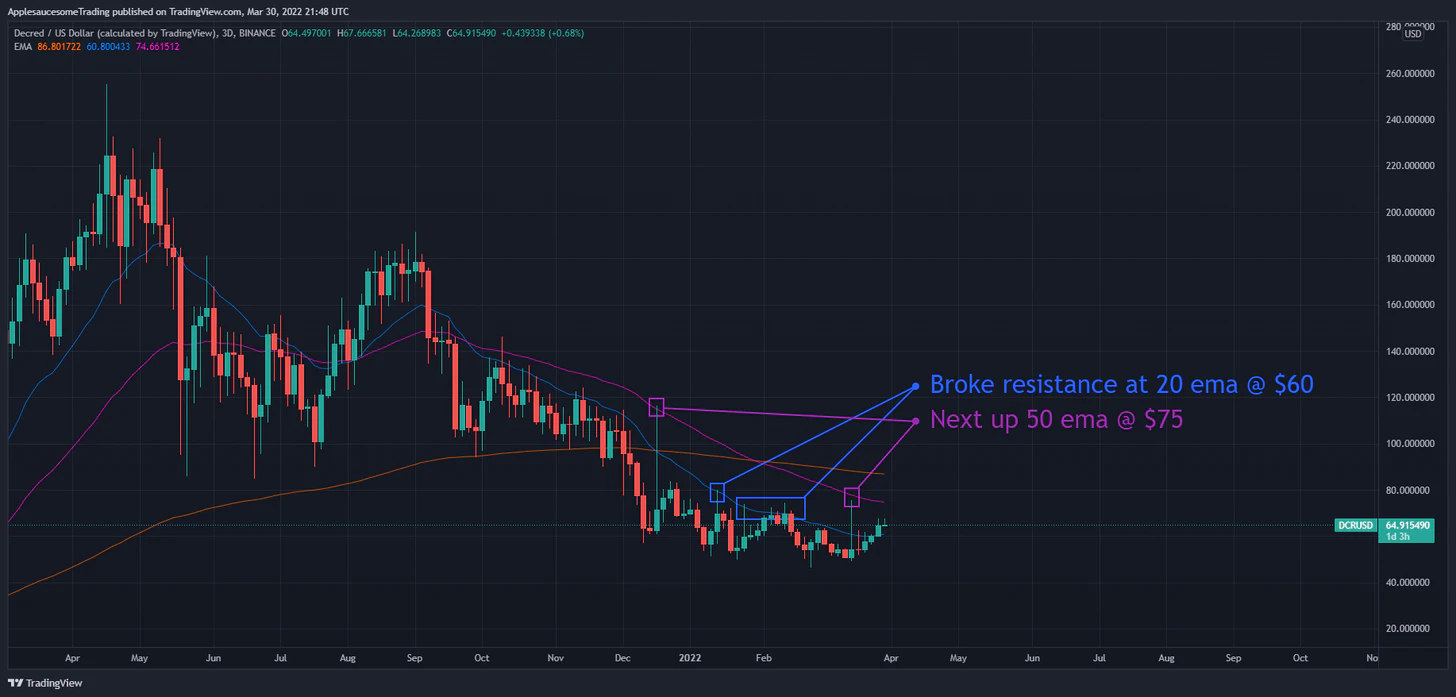 ApplesaucesomeTrading published on TradingView.com, Mar 30, 2022 21:48 UTC
Decred / US Dollar (calculated by TradingView), 3D, BINANCE O64.497001 H67.666581 L64.268983 C64.915490 +0.439338 (+0.68%)
EMA 86.801722 60.800433 74.661512
280.000000
USD
260.000000
240.000000
220.000000
200.000000
180.000000
160.000000
140.000000
Broke resistance at 20 ema @ $60
120.000000
Next up 50 ema @ $75
100.000000
80.000000
DCRUSD 64.915490
1d 3h
40.000000
20.000000
Apr May Jun Jul Aug Sep Oct Nov Dec 2022 Feb Apr May Jun Jul Aug Sep Oct No
TradingView